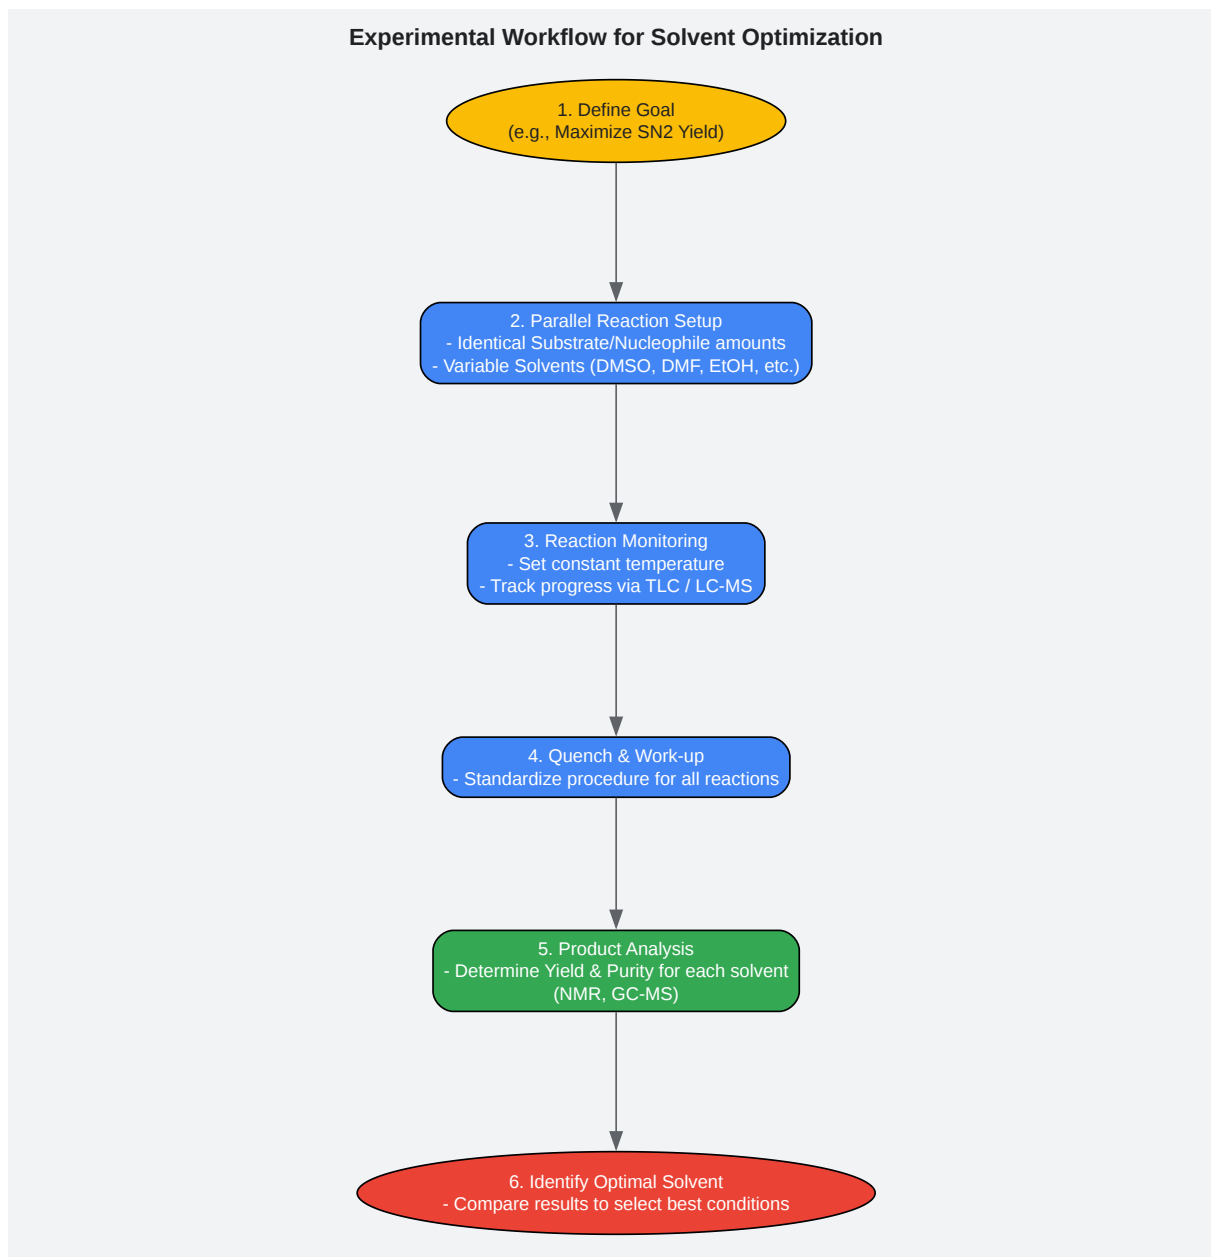 Experimental Workflow for Solvent Optimization
1. Define Goal
(e.g., Maximize SN2 Yield)
2. Parallel Reaction Setup
- Identical Substrate/Nucleophile amounts
- Variable Solvents (DMSO, DMF, EtOH, etc.)
3. Reaction Monitoring
- Set constant temperature
- Track progress via TLC / LC-MS
4. Quench & Work-up
- Standardize procedure for all reactions
5. Product Analysis
- Determine Yield & Purity for each solvent
(NMR, GC-MS)
6. Identify Optimal Solvent
- Compare results to select best conditions